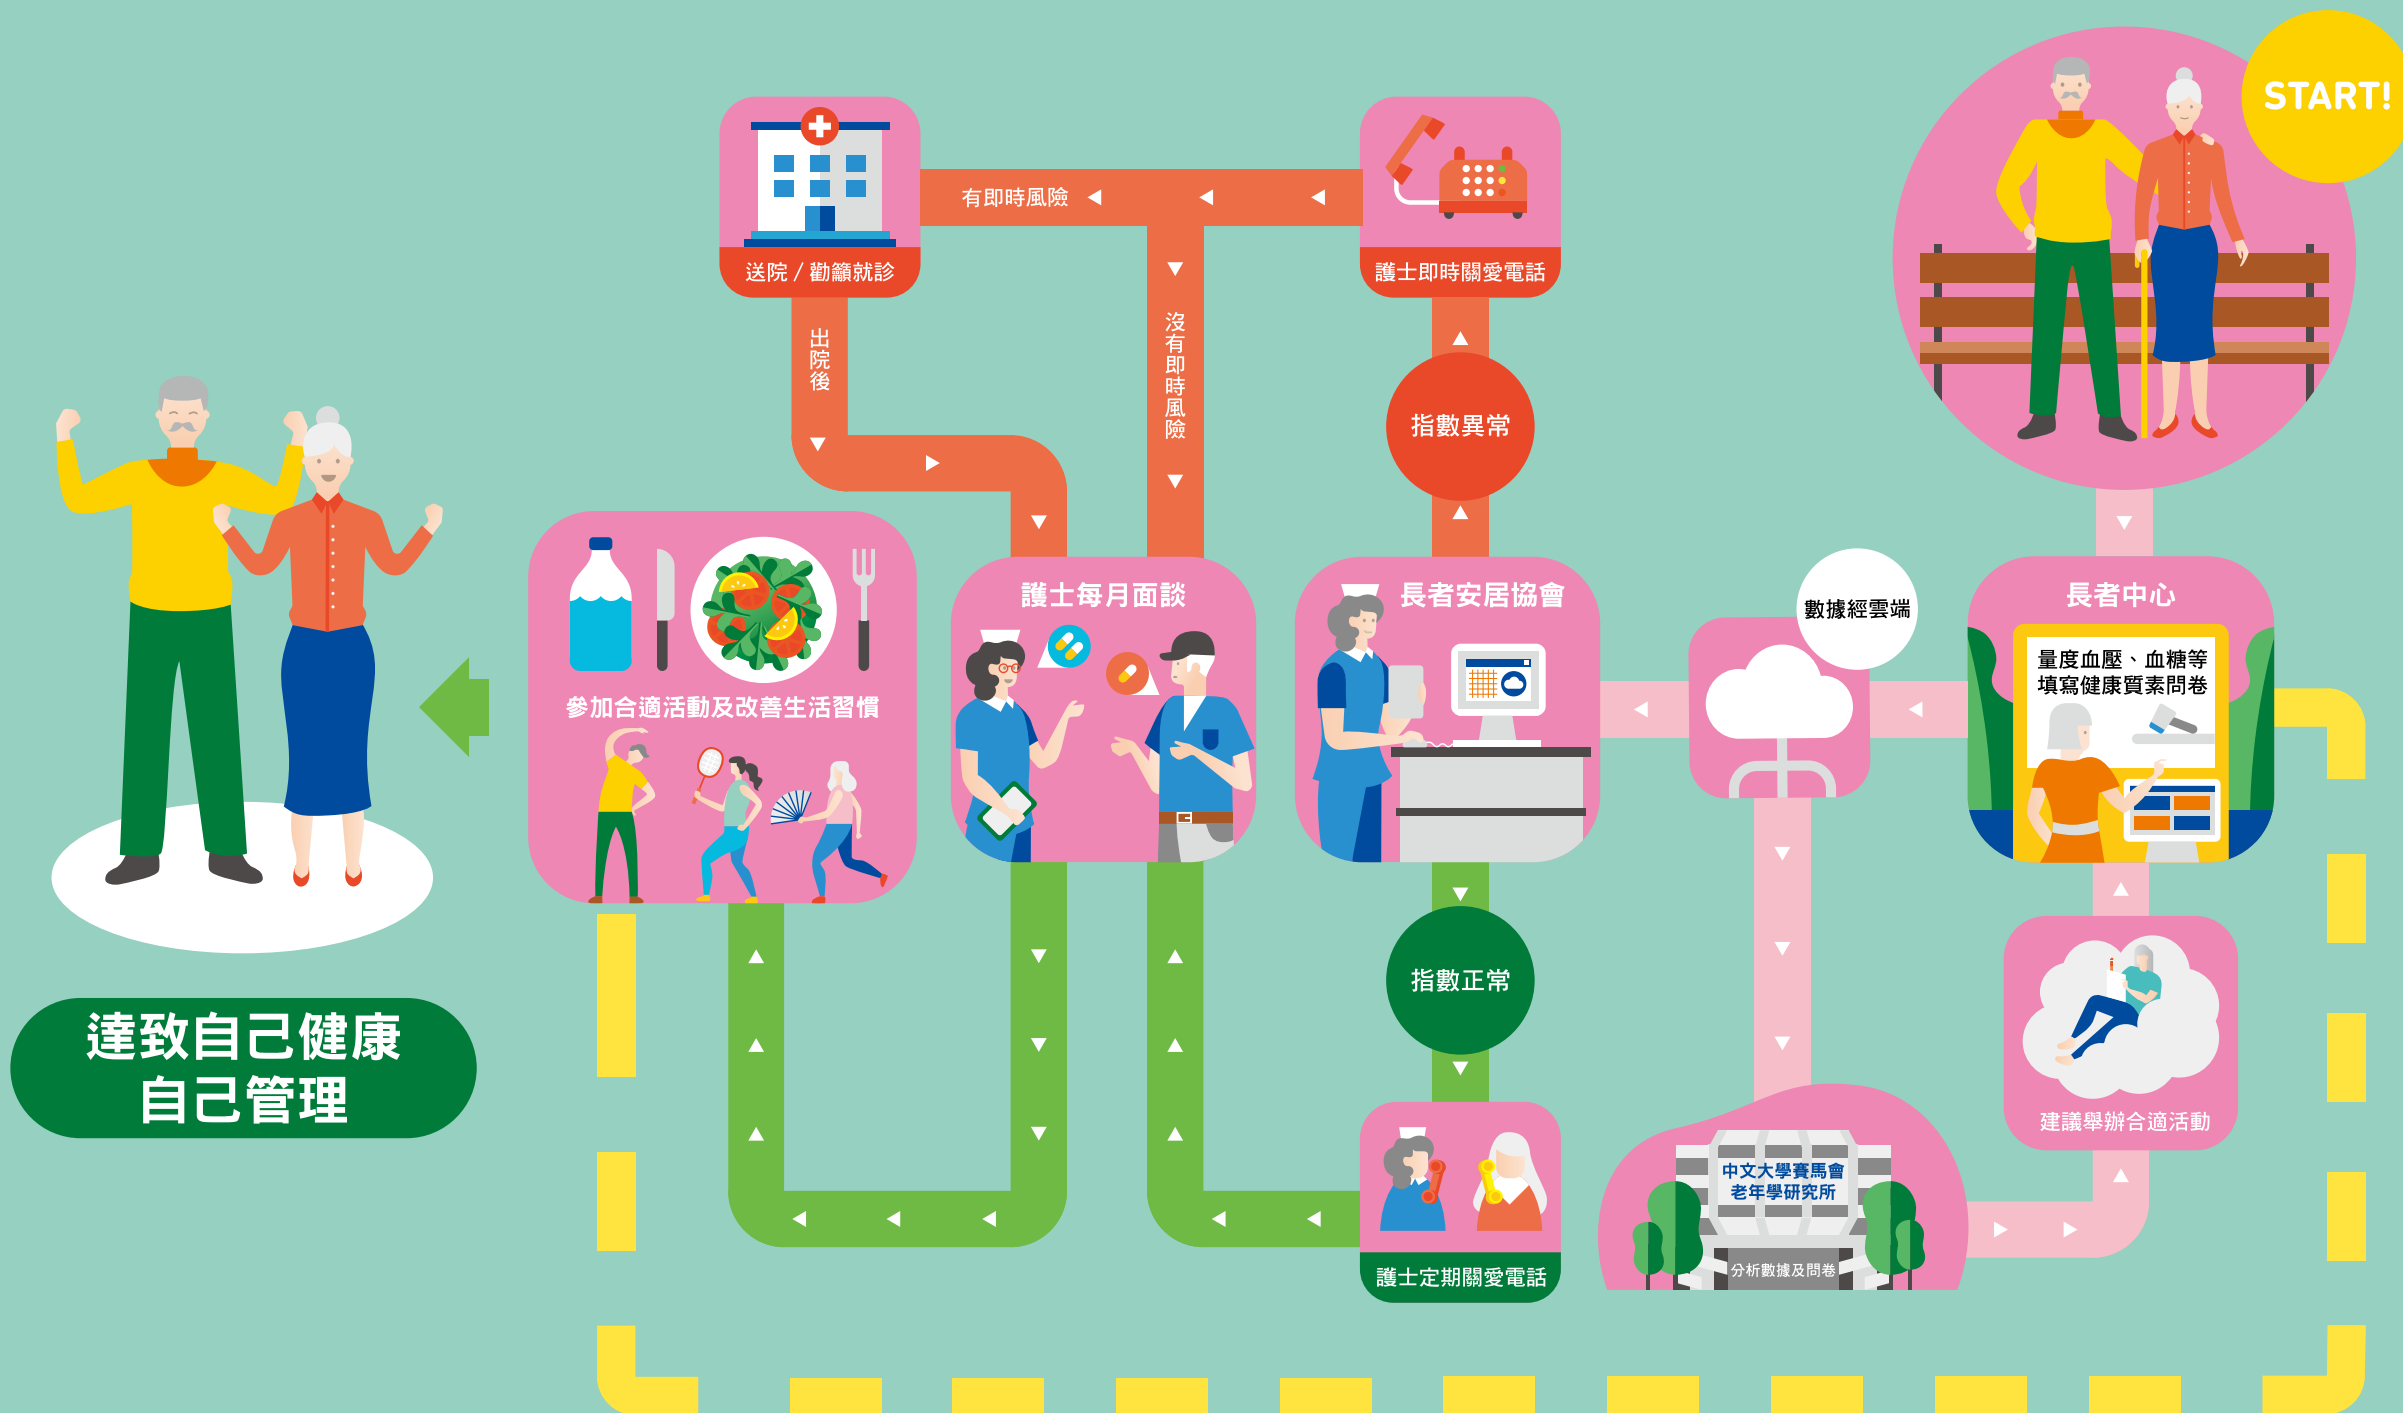 START!
有即時風險
送院 / 勸籲就診
護士即時關愛電話
出院後
沒有即時風險
指數異常
護士每月面談
長者安居協會
數據經雲端
長者中心
量度血壓、血糖等
填寫健康質素問卷
參加合適活動及改善生活習慣
指數正常
達致自己健康
自己管理
建議舉辦合適活動
中文大學賽馬會
老年學研究所
分析數據及問卷
護士定期關愛電話